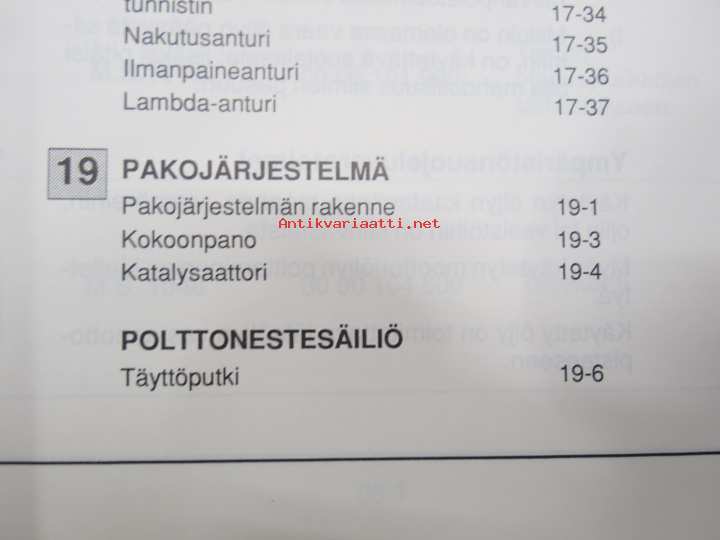 tunnistin 17-34
Nakutusanturi 17-35
Ilmanpaineanturi 17-36
Lambda-anturi 17-37
19 PAKOJÄRJESTELMÄ
Pakojärjestelmän rakenne 19-1
Antikvariaatti.net
Kokoonpano 19-3
Katalysaattori 19-4
POLTTONESTESÄILIÖ
Täyttöputki 19-6